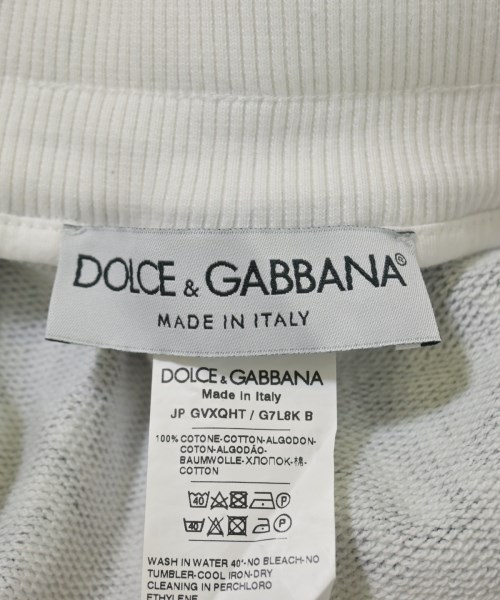 DOLCE & GABBANA®
MADE IN ITALY
DOLCE & GABBANA
Made in Italy
JP GVXQHT / G7L8K B
100% COTONE-COTTON-ALGODON-
COTON-ALGODÃO-
BAUMWOLLE-ХЛОПОК-棉-
COTTON
40 P
40 P
WASH IN WATER 40°-NO BLEACH-NO
TUMBLER-COOL IRON-DRY
CLEANING IN PERCHLORO
ETHYLENE